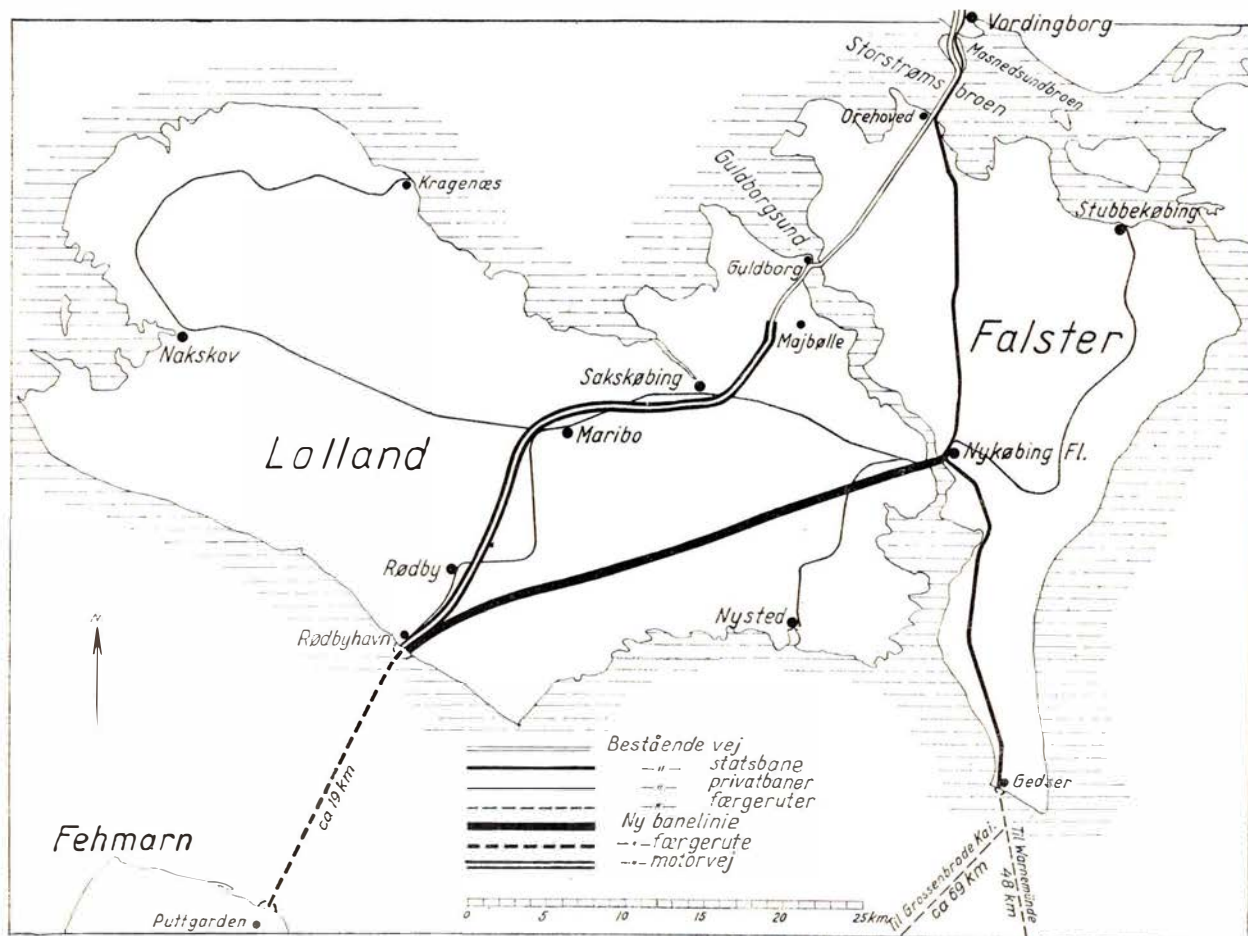 Vordingborg
Masnedsundbroen
Storstrøms broen
Orehoved
Kragenæs
Guldborgsund
Stubbekøbing
Guldborg
Nakskov
Majbølle
Falster
Sakskøbing
Maribo
Lolland
Nykøbing Fl.
Rødby
Nysted
Rødbyhavn
N
Bestående vej
—〃— statsbane
—〃— privatbaner
—〃— færgeruter
Ny banelinie
—〃— færgerute
—〃— motorvej
Gedser
ca 19 km
Fehmarn
Puttgarden
0 5 10 15 20 25 km
Til Grossenbrode Kai.
ca 69 km
Til Warnemünde
48 km